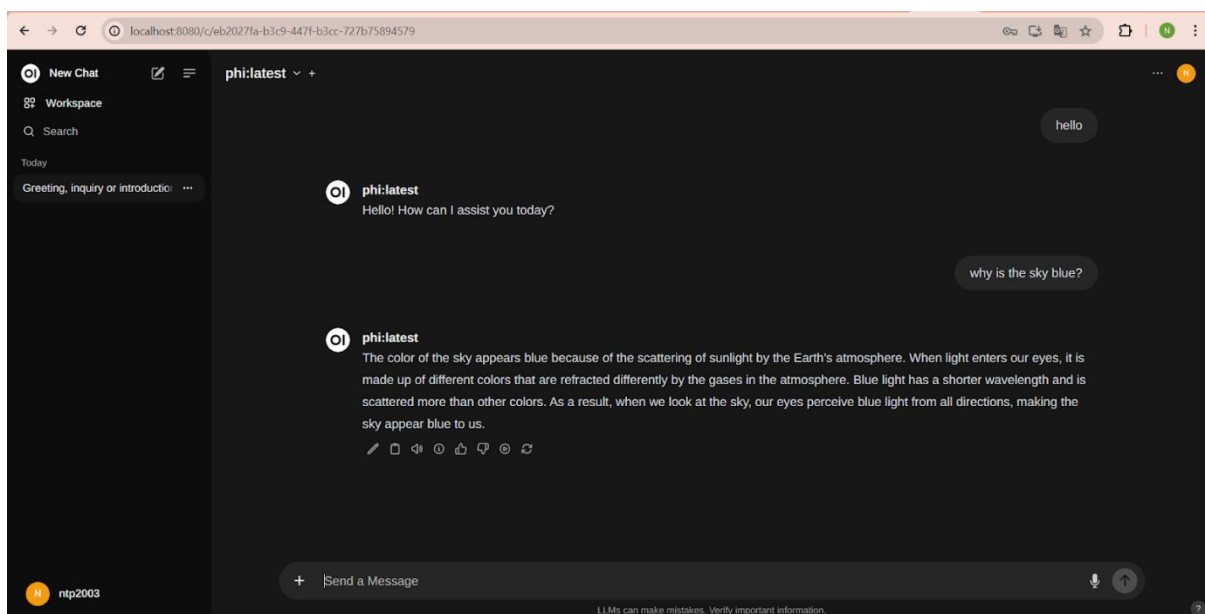 localhost:8080/c/eb2027fa-b3c9-447f-b3cc-727b75894579
N
OI New Chat
Workspace
Search
Today
Greeting, inquiry or introductio
phi:latest
N
hello
OI phi:latest
Hello! How can I assist you today?
why is the sky blue?
OI phi:latest
The color of the sky appears blue because of the scattering of sunlight by the Earth's atmosphere. When light enters our eyes, it is
made up of different colors that are refracted differently by the gases in the atmosphere. Blue light has a shorter wavelength and is
scattered more than other colors. As a result, when we look at the sky, our eyes perceive blue light from all directions, making the
sky appear blue to us.
Send a Message
N ntp2003
LLMs can make mistakes. Verify important information.
?